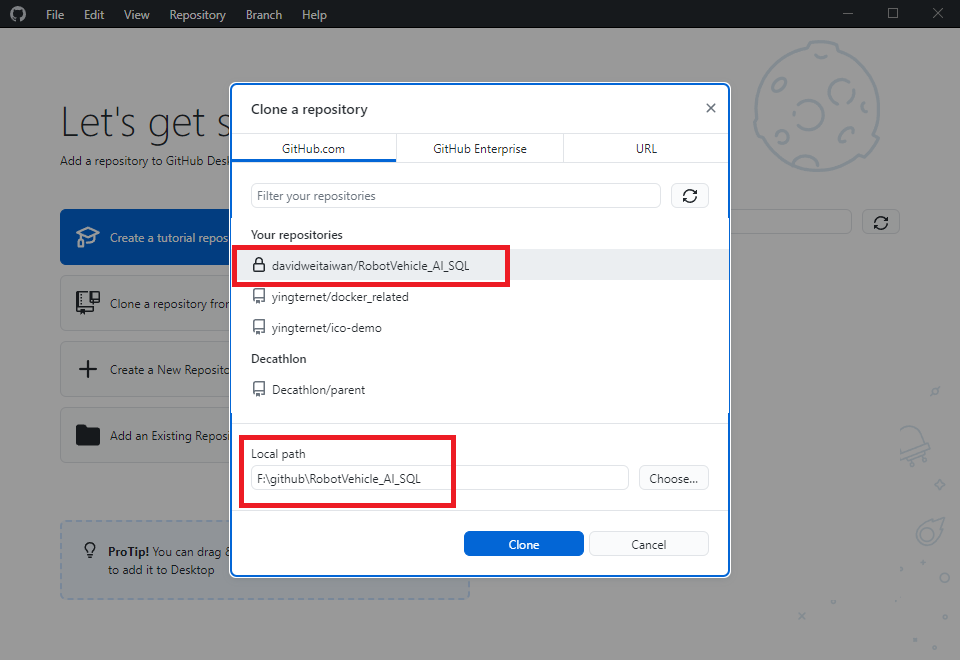 File Edit View Repository Branch Help
Let's get s
Add a repository to GitHub Desk
Create a tutorial repos
Clone a repository from
Create a New Reposito
Add an Existing Reposi
ProTip! You can drag &
to add it to Desktop
Clone a repository
GitHub.com GitHub Enterprise URL
Filter your repositories
Your repositories
davidweitaiwan/RobotVehicle_AI_SQL
yingternet/docker_related
yingternet/ico-demo
Decathlon
Decathlon/parent
Local path
F:\github\RobotVehicle_AI_SQL
Choose...
Clone Cancel